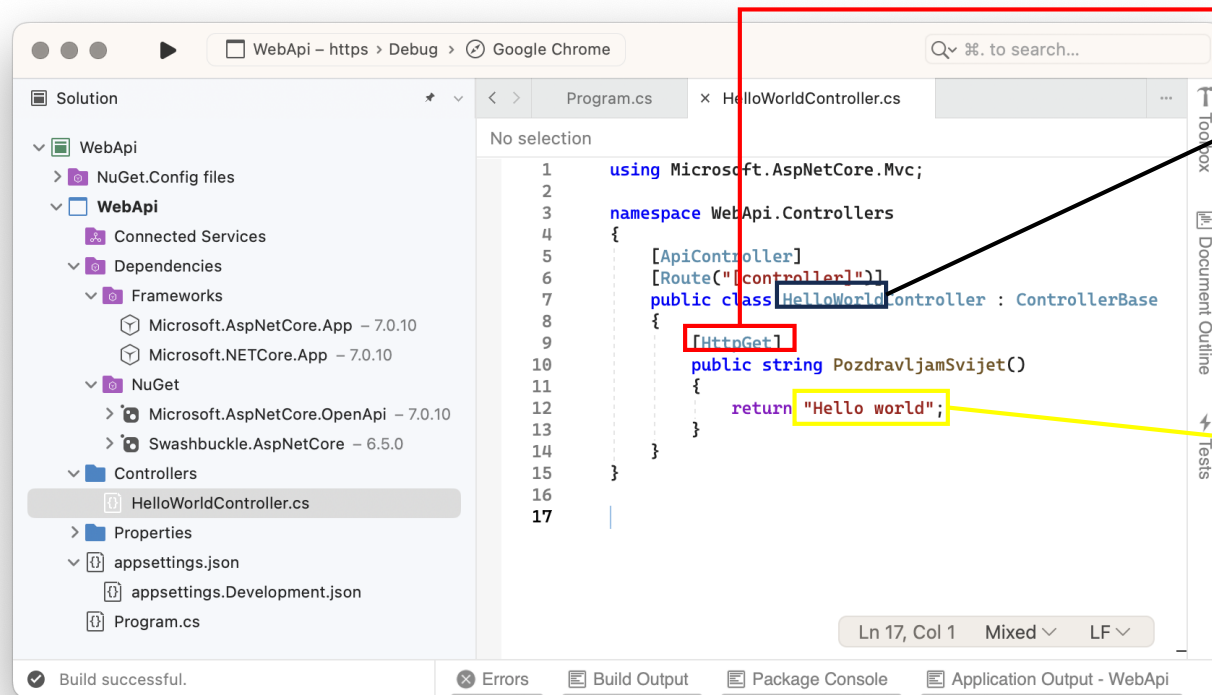 WebApi – https › Debug › Google Chrome
⌘. to search...
Solution
Program.cs
HelloWorldController.cs
No selection
WebApi
NuGet.Config files
WebApi
Connected Services
Dependencies
Frameworks
Microsoft.AspNetCore.App – 7.0.10
Microsoft.NETCore.App – 7.0.10
NuGet
Microsoft.AspNetCore.OpenApi – 7.0.10
Swashbuckle.AspNetCore – 6.5.0
Controllers
HelloWorldController.cs
Properties
appsettings.json
appsettings.Development.json
Program.cs
1 using Microsoft.AspNetCore.Mvc;
2
3 namespace WebApi.Controllers
4 {
5 [ApiController]
6 [Route("[controller]")]
7 public class HelloWorldController : ControllerBase
8 {
9 [HttpGet]
10 public string PozdravljamSvijet()
11 {
12 return "Hello world";
13 }
14 }
15 }
16
17
Toolbox
Document Outline
Tests
Ln 17, Col 1 Mixed LF
Build successful.
Errors
Build Output
Package Console
Application Output - WebApi